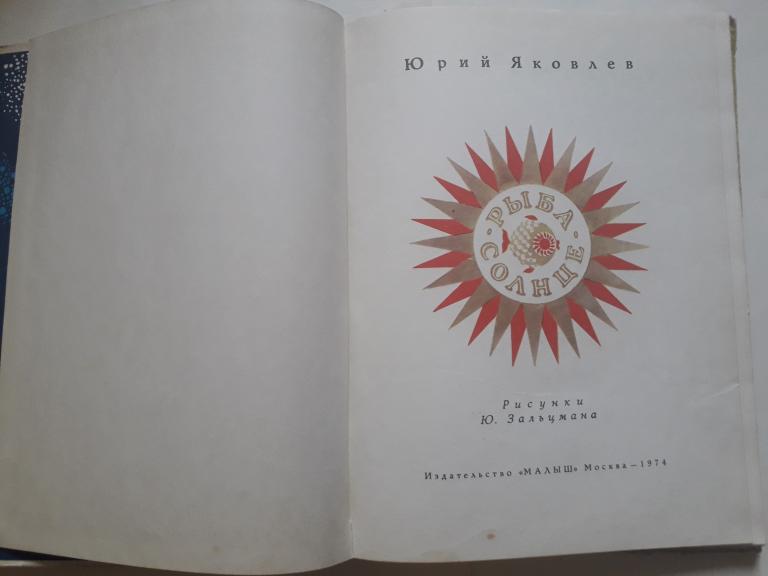 Юрий Яковлев
· РЫБА ·
СОЛНЦЕ
Рисунки
Ю. Зальцмана
Издательство «МАЛЫШ» Москва — 1974